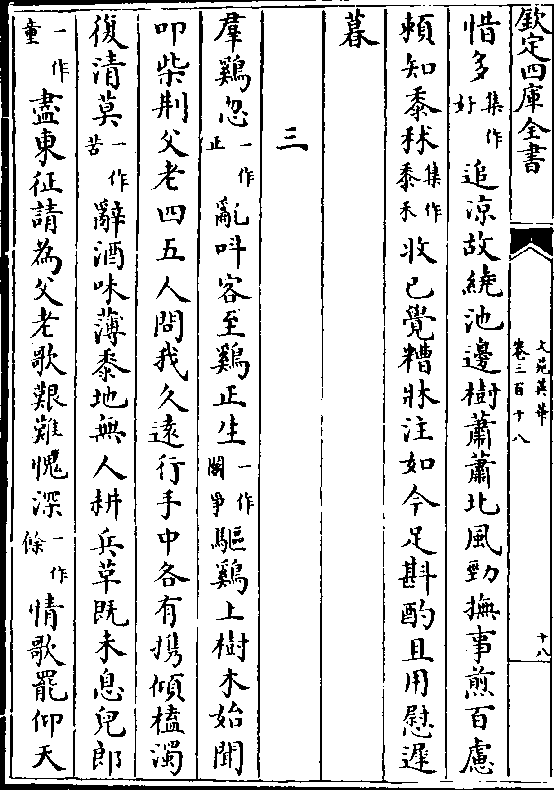 欽定四庫全書
文苑英華
卷三百十八
十八
惜多集作好追涼故繞池邊樹蕭蕭北風勁撫事煎百慮
頼知黍秫集作黍禾收已覺糟牀注如今足斟酌且用慰遲
暮
三
羣鷄忽一作正亂呌客至鷄正生一作鬭爭驅鷄上樹木始聞
叩柴荆父老四五人問我久遠行手中各有携傾榼濁
復清莫一作苦辭酒味薄黍地無人耕兵草既未息兒郎
一作童盡東征請為父老歌艱難愧深一作餘情歌罷仰天